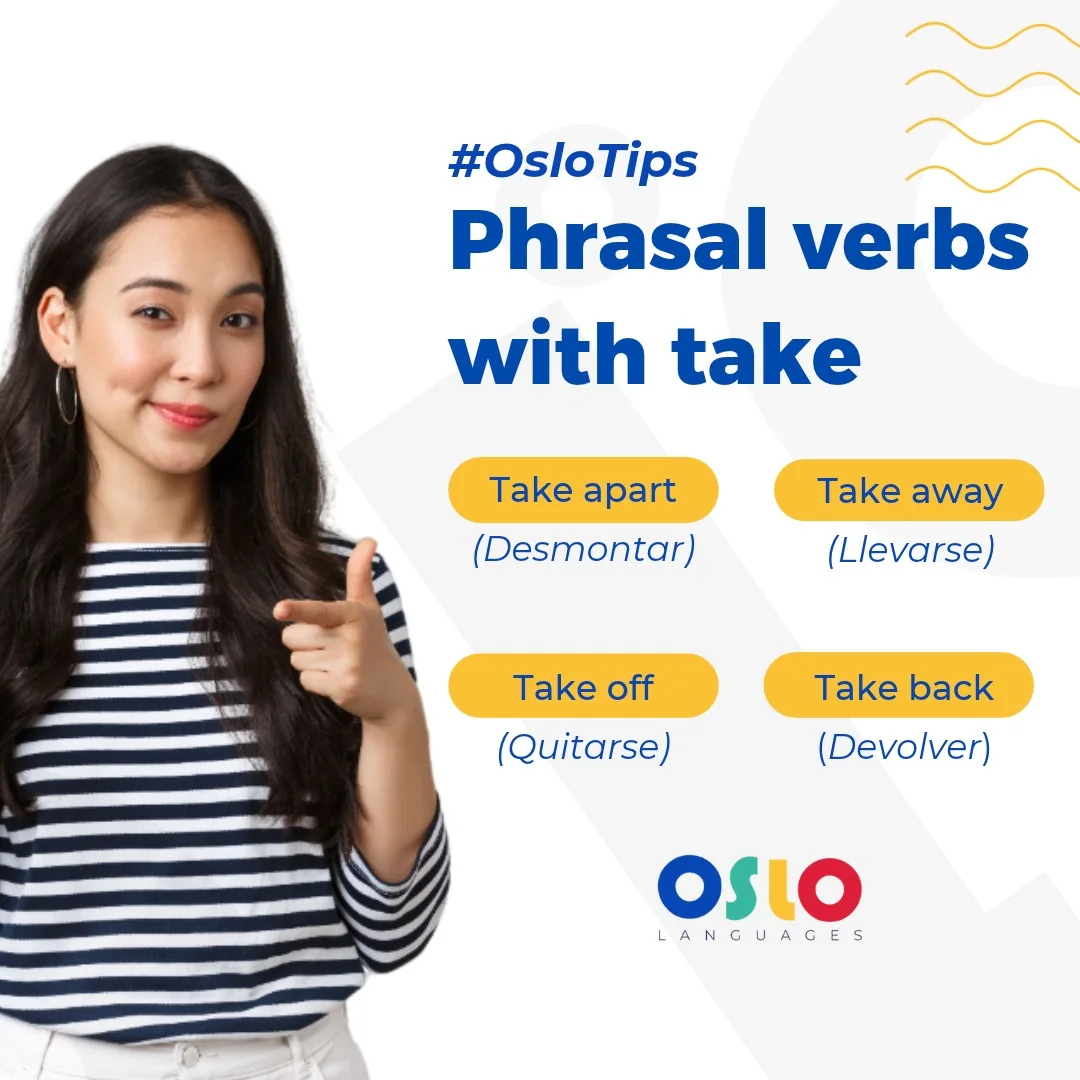 #OsloTips
Phrasal verbs
with take
Take apart
(Desmontar)
Take away
(Llevarse)
Take off
(Quitarse)
Take back
(Devolver)
OSLO
LANGUAGES